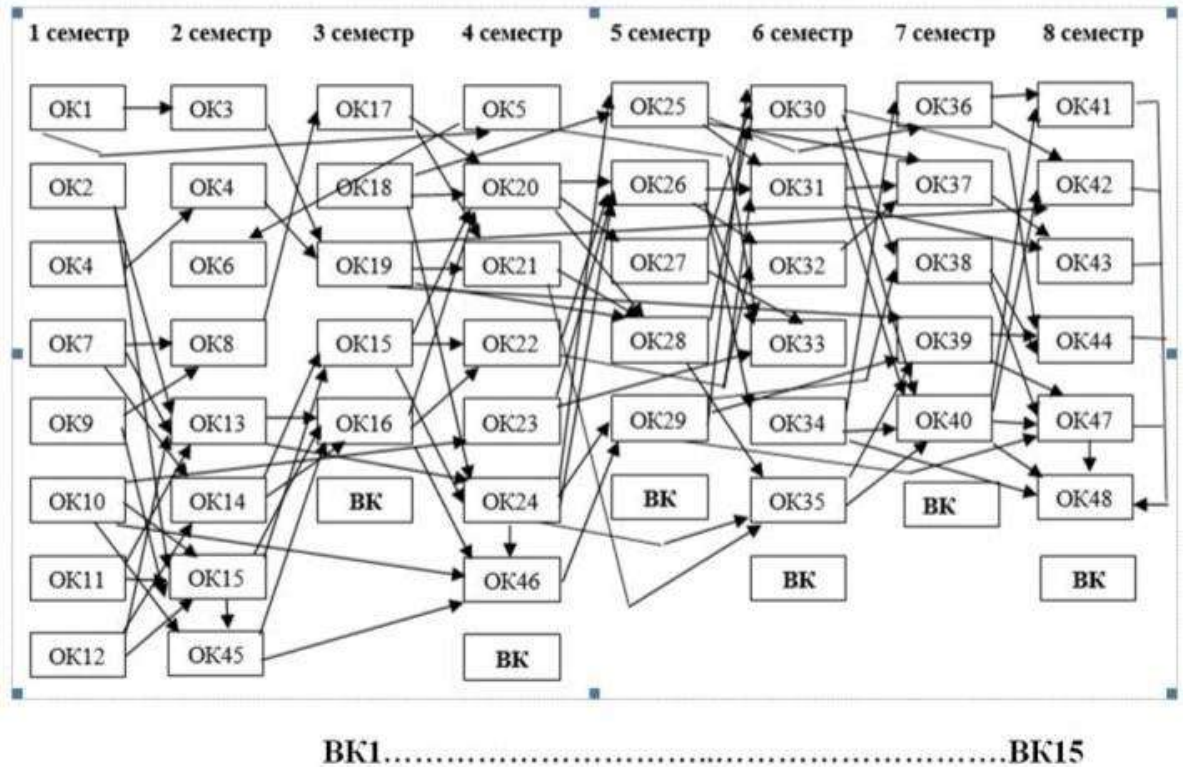 1 семестр 2 семестр 3 семестр 4 семестр 5 семестр 6 семестр 7 семестр 8 семестр
ОК1 ОК3 ОК17 ОК5 ОК25 ОК30 ОК36 ОК41
ОК2 ОК4 ОК18 ОК20 ОК26 ОК31 ОК37 ОК42
ОК4 ОК6 ОК19 ОК21 ОК27 ОК32 ОК38 ОК43
ОК7 ОК8 ОК15 ОК22 ОК28 ОК33 ОК39 ОК44
ОК9 ОК13 ОК16 ОК23 ОК29 ОК34 ОК40 ОК47
ОК10 ОК14 ВК ОК24 ВК ОК35 ВК ОК48
ОК11 ОК15 ОК46 ВК ВК
ОК12 ОК45 ВК
ВК1……………………………………………………ВК15